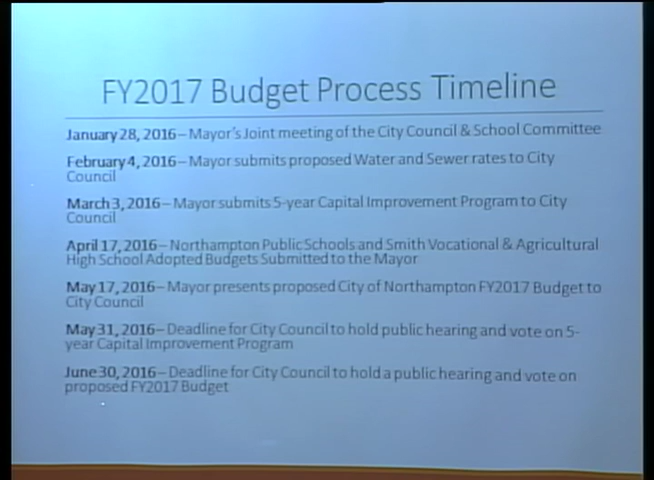 FY2017 Budget Process Timeline
January 28, 2016 – Mayor's Joint meeting of the City Council & School Committee
February 4, 2016 – Mayor submits proposed Water and Sewer rates to City
Council
March 3, 2016 – Mayor submits 5-year Capital Improvement Program to City
Council
April 17, 2016 – Northampton Public Schools and Smith Vocational & Agricultural
High School Adopted Budgets Submitted to the Mayor
May 17, 2016 – Mayor presents proposed City of Northampton FY2017 Budget to
City Council
May 31, 2016 – Deadline for City Council to hold public hearing and vote on 5-
year Capital Improvement Program
June 30, 2016 – Deadline for City Council to hold a public hearing and vote on
proposed FY2017 Budget